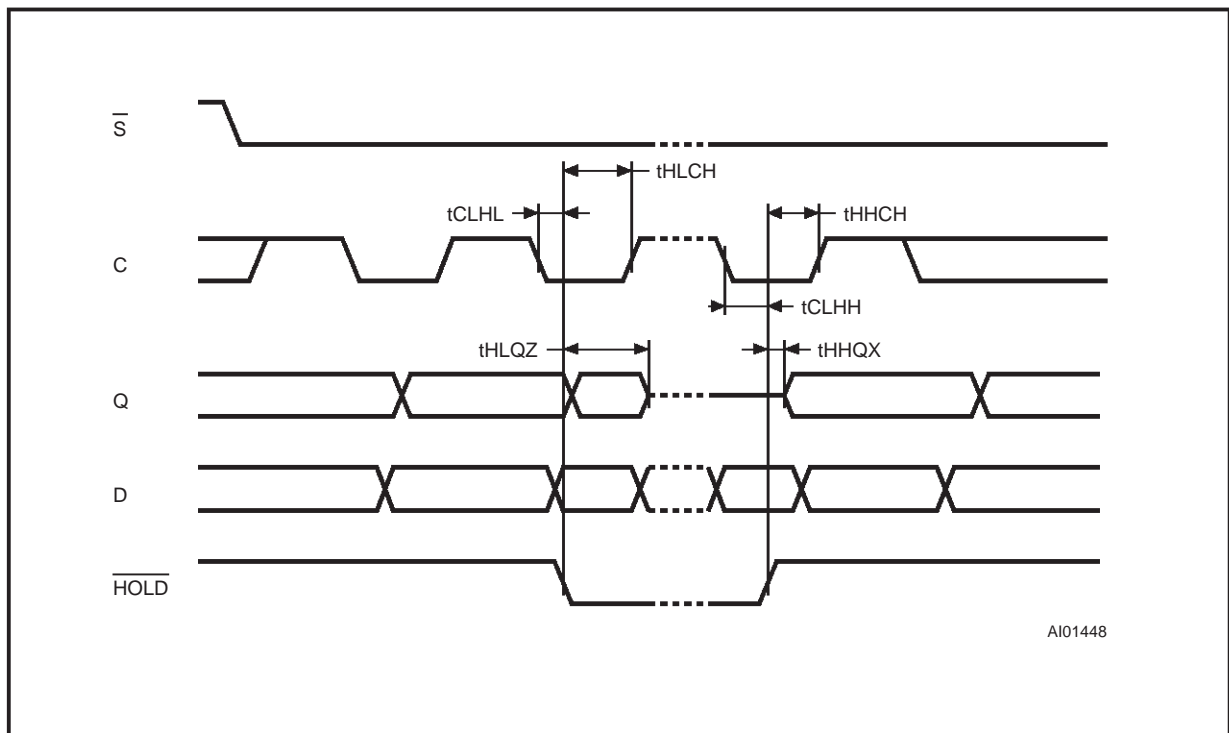 S
tHLCH
tCLHL
tHHCH
C
tCLHH
tHLQZ
tHHQX
Q
D
HOLD
AI01448